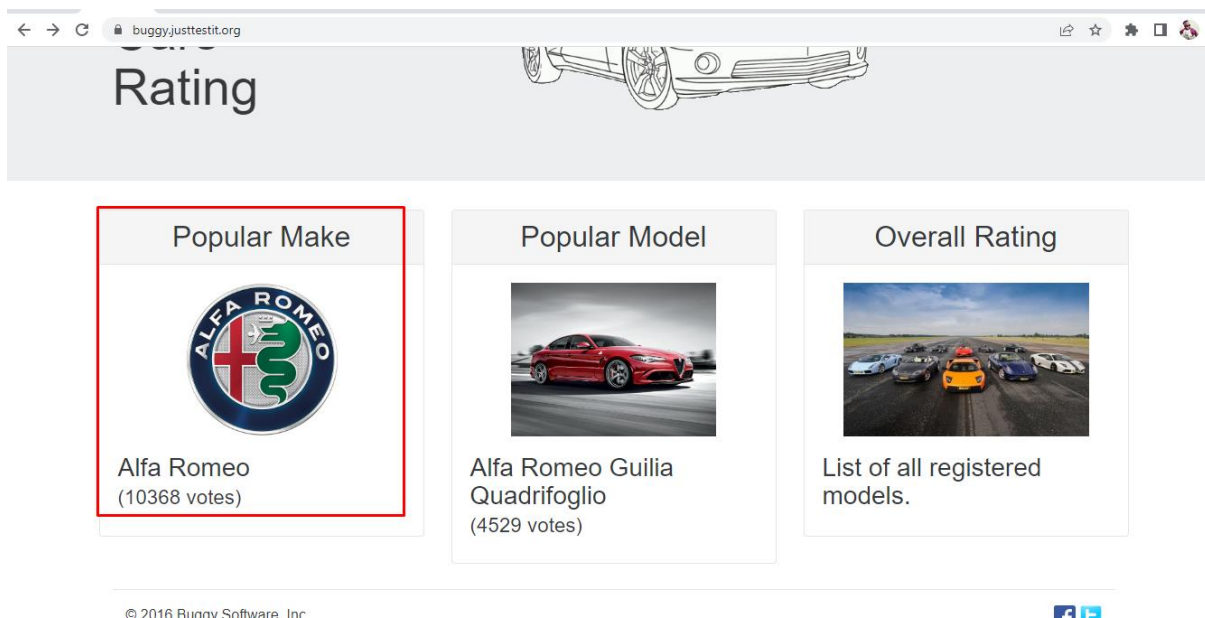 buggy.justtestit.org
Rating
Popular Make
ALFA ROMEO
Alfa Romeo
(10368 votes)
Popular Model
Alfa Romeo Guilia
Quadrifoglio
(4529 votes)
Overall Rating
List of all registered
models.
© 2016 Buggy Software, Inc